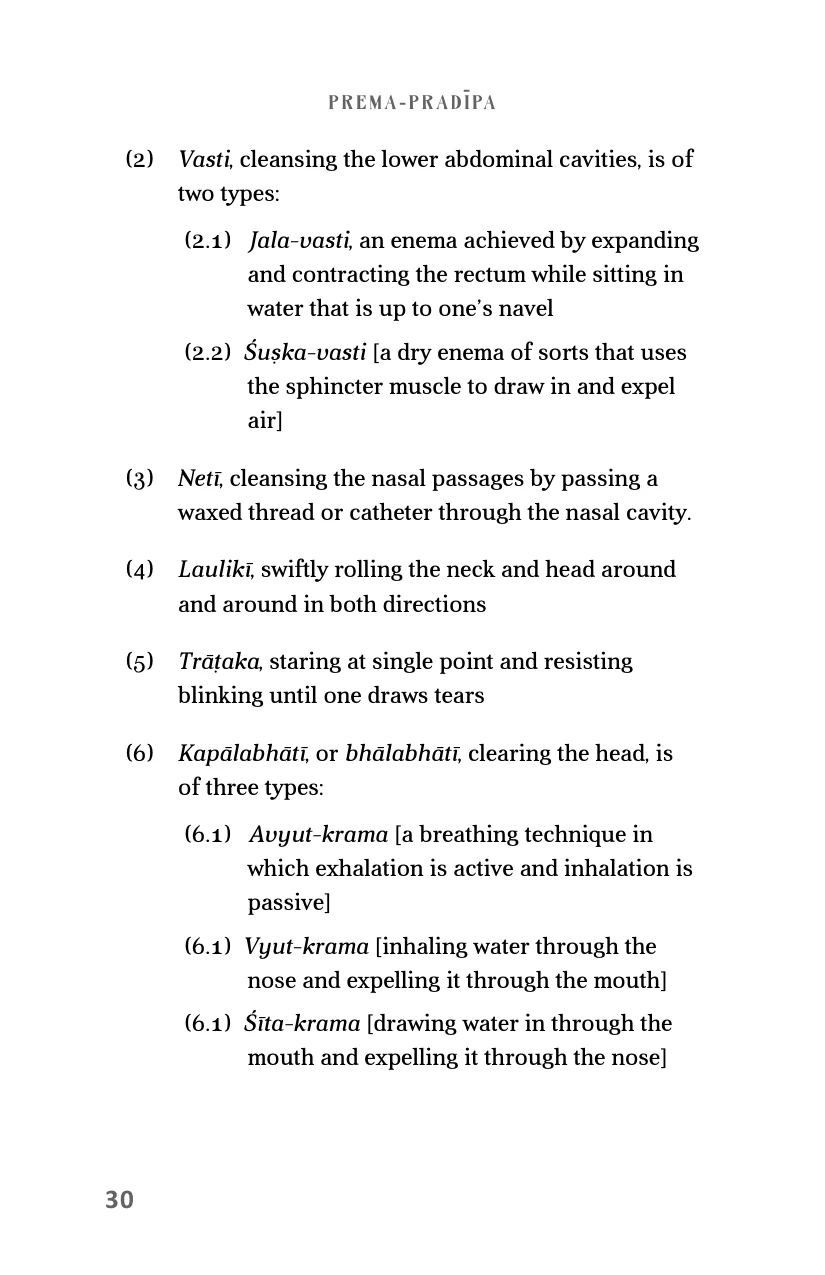 PREMA-PRADĪPA
(2) Vasti, cleansing the lower abdominal cavities, is of
two types:
(2.1) Jala-vasti, an enema achieved by expanding
and contracting the rectum while sitting in
water that is up to one’s navel
(2.2) Śuṣka-vasti [a dry enema of sorts that uses
the sphincter muscle to draw in and expel
air]
(3) Netī, cleansing the nasal passages by passing a
waxed thread or catheter through the nasal cavity.
(4) Laulikī, swiftly rolling the neck and head around
and around in both directions
(5) Trāṭaka, staring at single point and resisting
blinking until one draws tears
(6) Kapālabhātī, or bhālabhātī, clearing the head, is
of three types:
(6.1) Avyut-krama [a breathing technique in
which exhalation is active and inhalation is
passive]
(6.1) Vyut-krama [inhaling water through the
nose and expelling it through the mouth]
(6.1) Śīta-krama [drawing water in through the
mouth and expelling it through the nose]
30